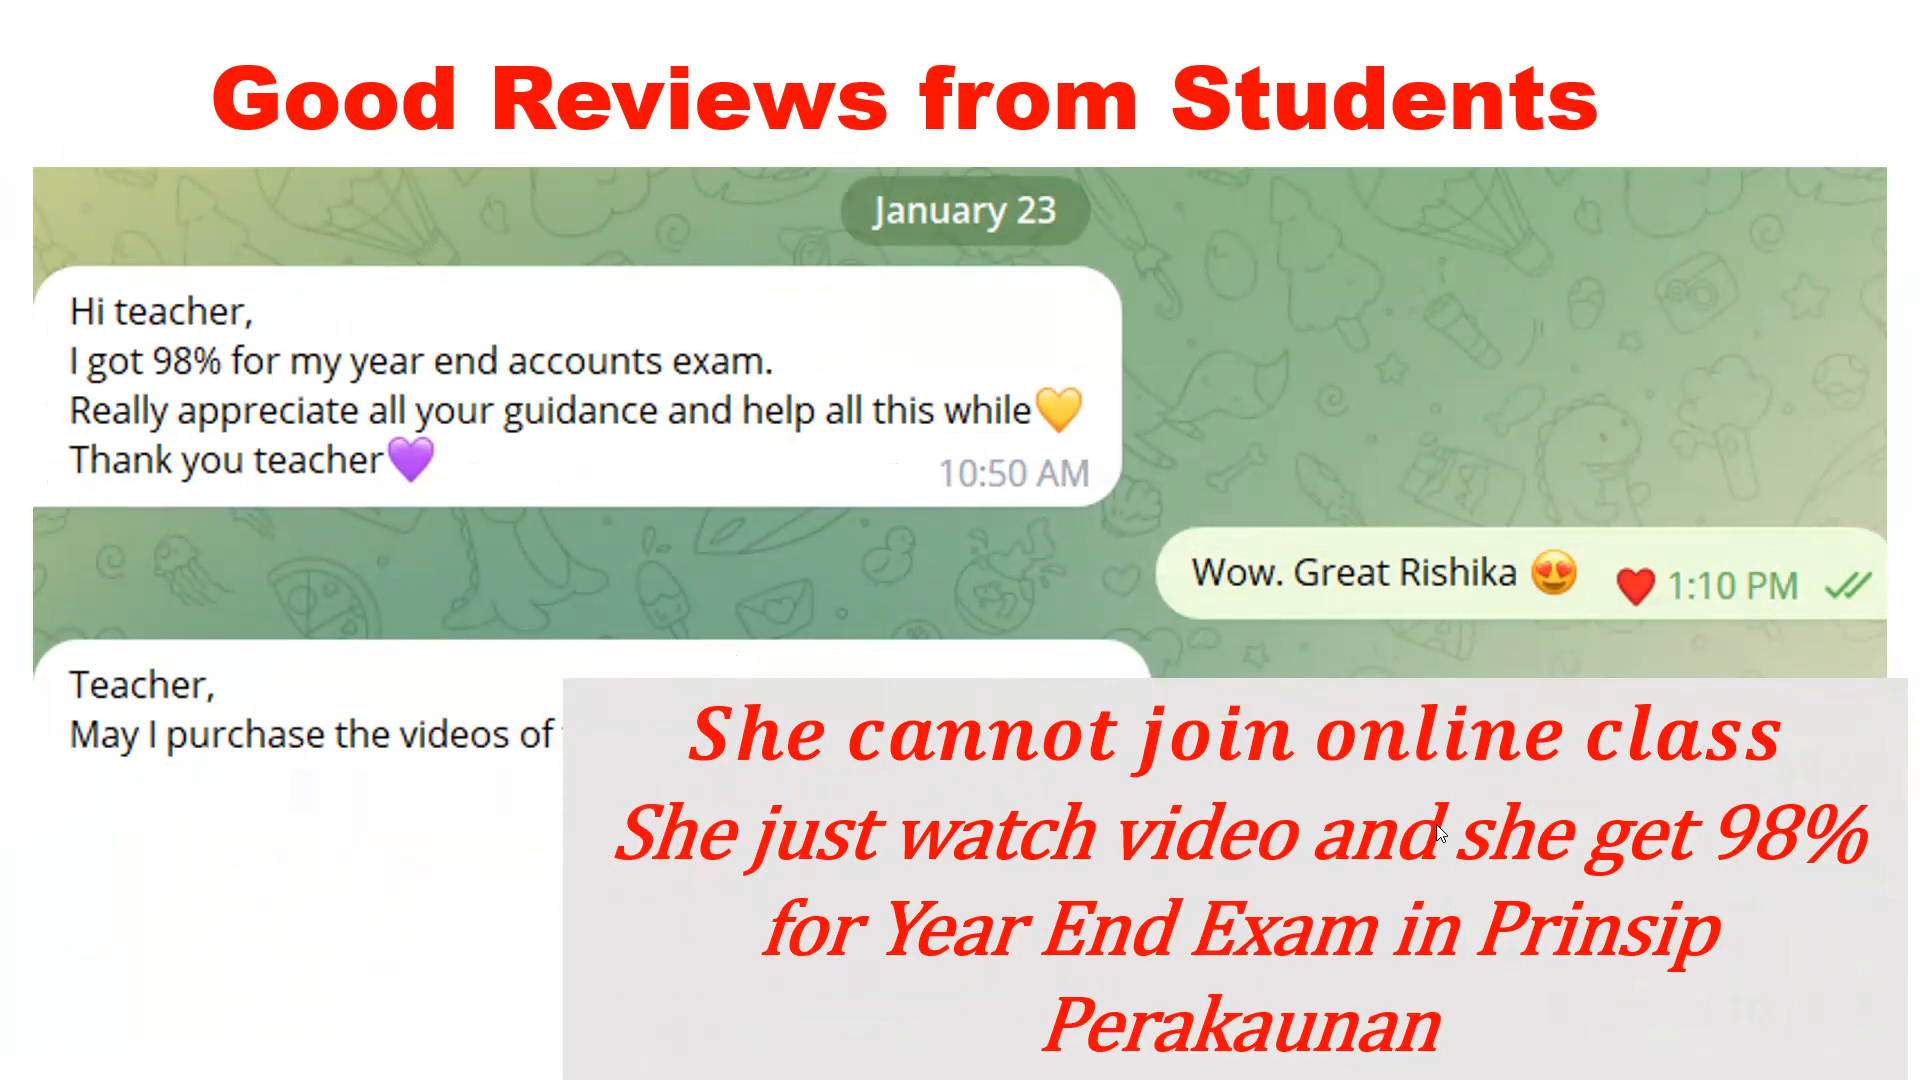 Good Reviews from Students
January 23
Hi teacher,
I got 98% for my year end accounts exam.
Really appreciate all your guidance and help all this while💛
Thank you teacher💜
10:50 AM
Wow. Great Rishika 😍 ❤️ 1:10 PM
Teacher,
May I purchase the videos of
She cannot join online class
She just watch video and she get 98%
for Year End Exam in Prinsip
Perakaunan